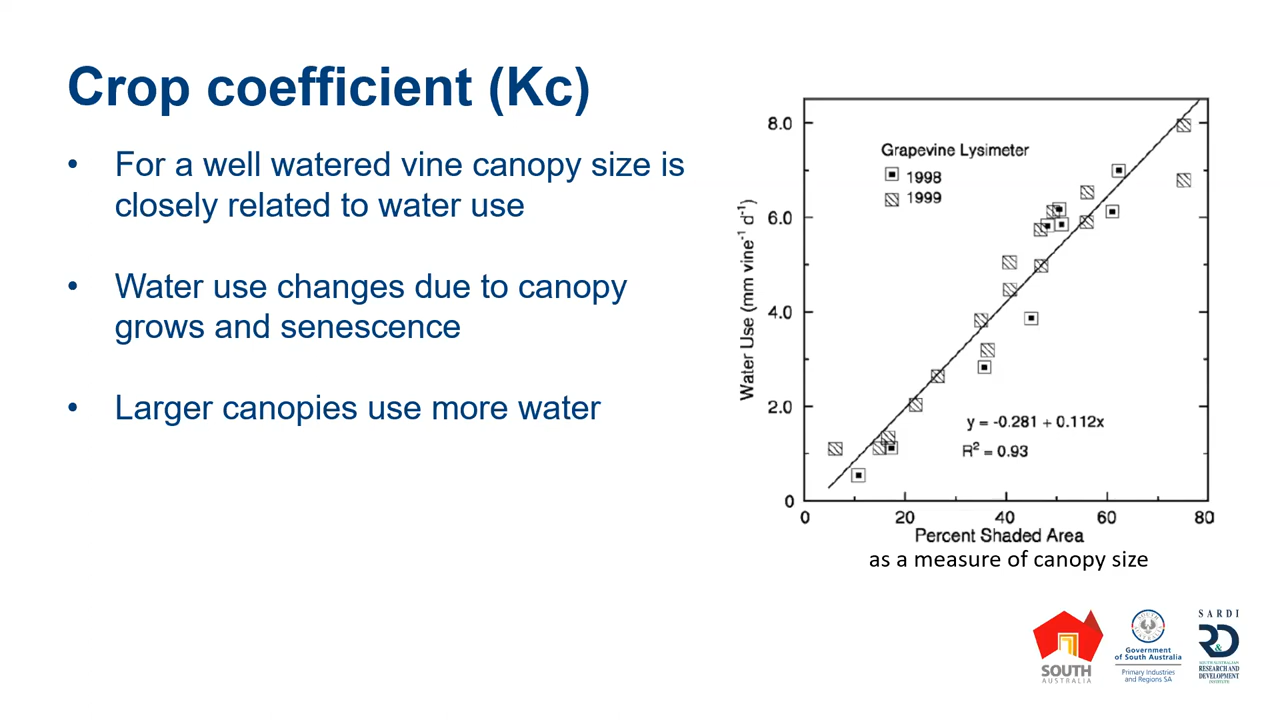 Crop coefficient (Kc)
• For a well watered vine canopy size is
closely related to water use
• Water use changes due to canopy
grows and senescence
• Larger canopies use more water
Grapevine Lysimeter
1998
1999
8.0
6.0
4.0
2.0
0
Water Use (mm vine⁻¹ d⁻¹)
y = -0.281 + 0.112x
R² = 0.93
0 20 40 60 80
Percent Shaded Area
as a measure of canopy size
SOUTH
AUSTRALIA
SOUTH AUSTRALIA
Government
of South Australia
Primary Industries
and Regions SA
SARDI
R&D
SOUTH AUSTRALIAN
RESEARCH AND
DEVELOPMENT
INSTITUTE